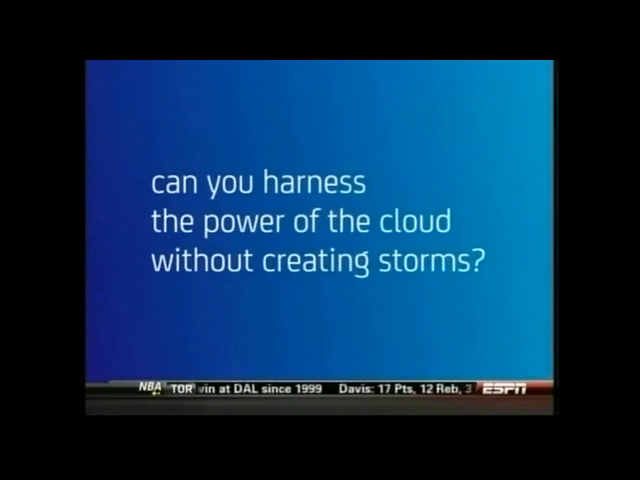 can you harness
the power of the cloud
without creating storms?
NBA TOR win at DAL since 1999 Davis: 17 Pts, 12 Reb, 3 ESPN